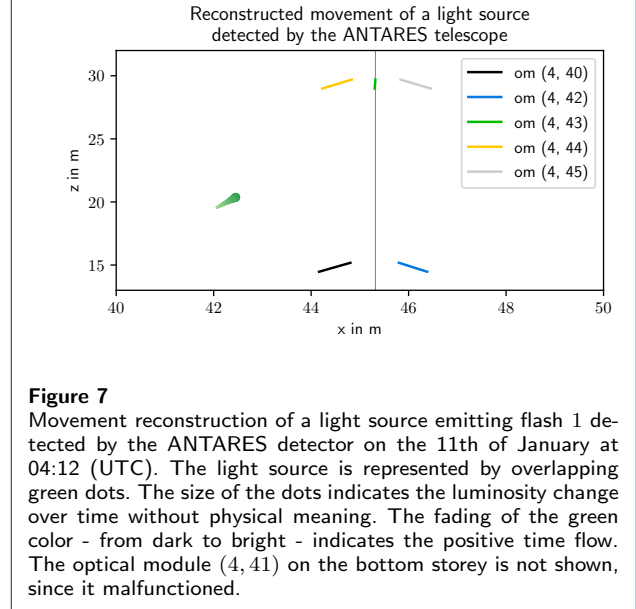 Reconstructed movement of a light source
detected by the ANTARES telescope
30
25
20
15
z in m
40
42
44
46
48
50
x in m
om (4, 40)
om (4, 42)
om (4, 43)
om (4, 44)
om (4, 45)
Figure 7
Movement reconstruction of a light source emitting flash 1 de-
tected by the ANTARES detector on the 11th of January at
04:12 (UTC). The light source is represented by overlapping
green dots. The size of the dots indicates the luminosity change
over time without physical meaning. The fading of the green
color - from dark to bright - indicates the positive time flow.
The optical module (4, 41) on the bottom storey is not shown,
since it malfunctioned.